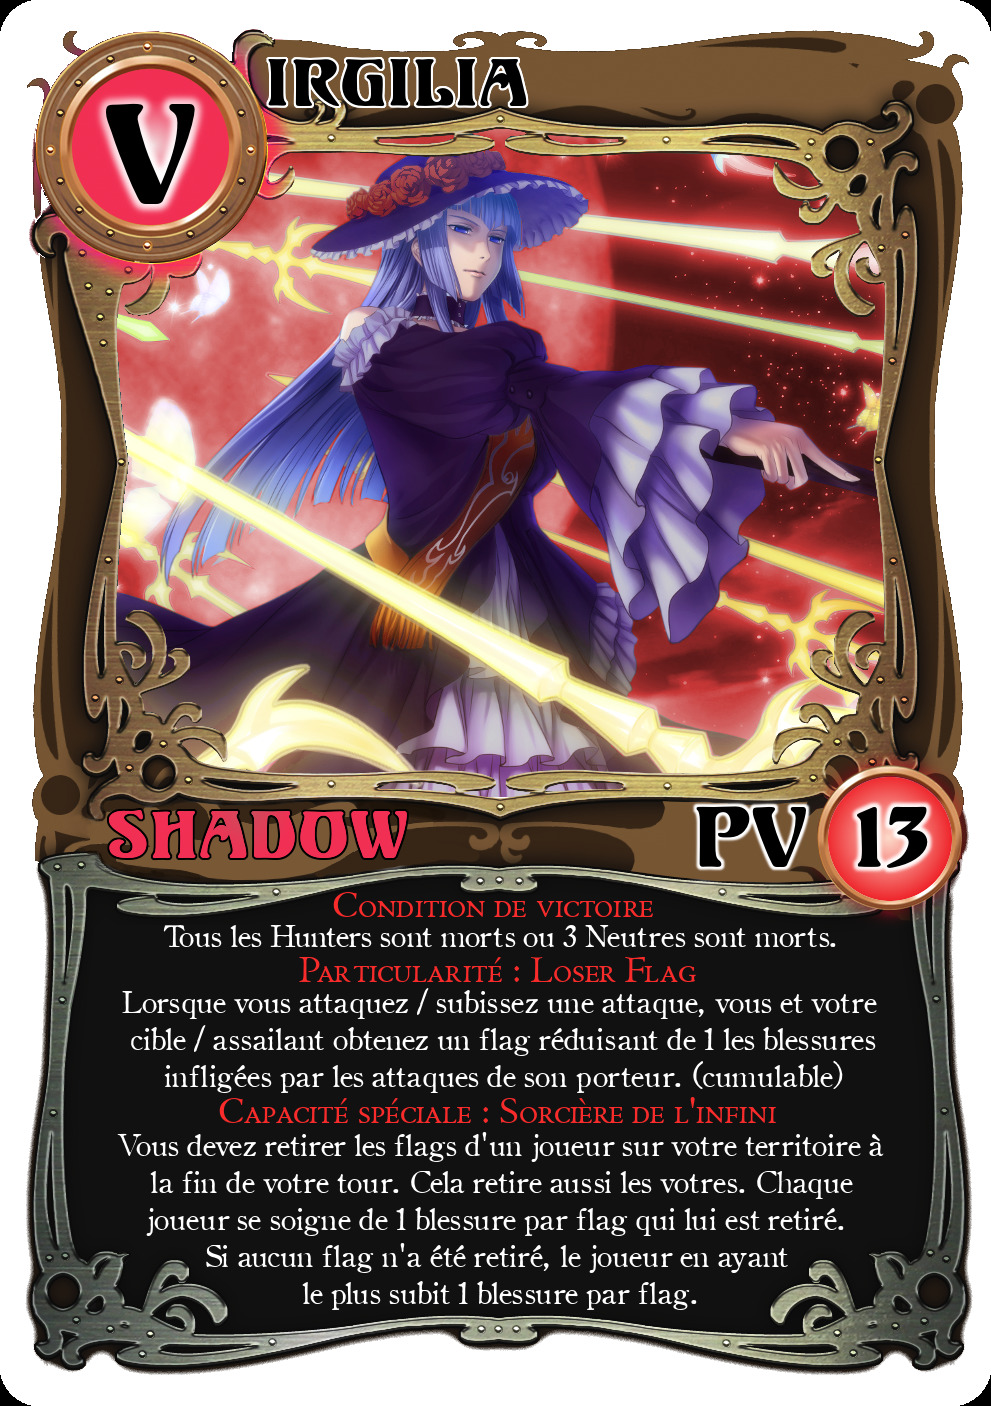 VIRGILIA
SHADOW
PV 13
Condition de victoire
Tous les Hunters sont morts ou 3 Neutres sont morts.
Particularité : Loser Flag
Lorsque vous attaquez / subissez une attaque, vous et votre
cible / assailant obtenez un flag réduisant de 1 les blessures
infligées par les attaques de son porteur. (cumulable)
Capacité spéciale : Sorcière de l'infini
Vous devez retirer les flags d'un joueur sur votre territoire à
la fin de votre tour. Cela retire aussi les votres. Chaque
joueur se soigne de 1 blessure par flag qui lui est retiré.
Si aucun flag n'a été retiré, le joueur en ayant
le plus subit 1 blessure par flag.